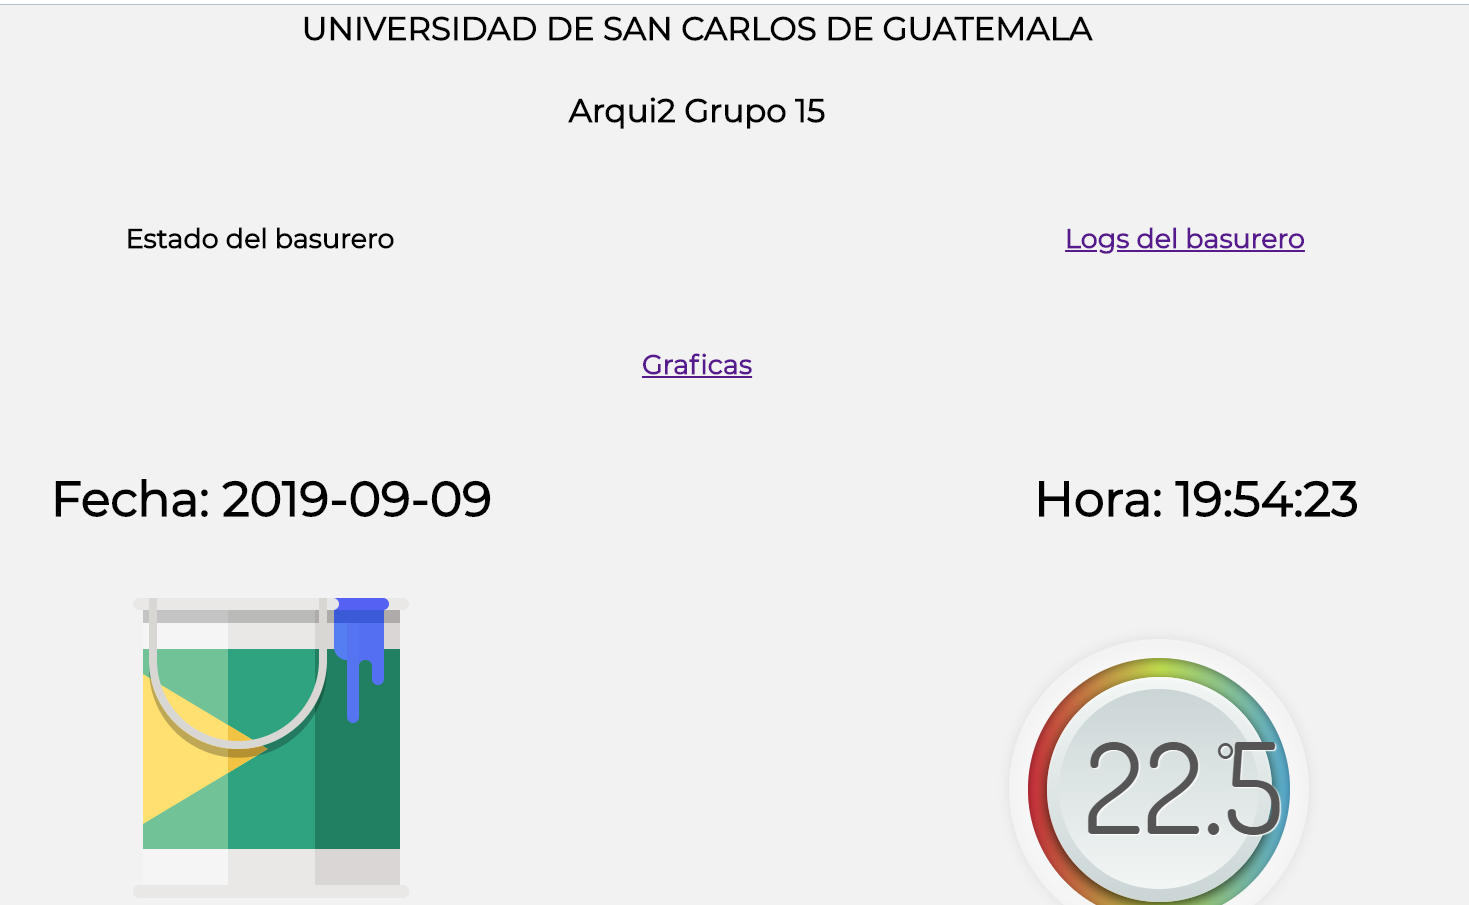 UNIVERSIDAD DE SAN CARLOS DE GUATEMALA
Arqui2 Grupo 15
Estado del basurero
Logs del basurero
Graficas
Fecha: 2019-09-09
Hora: 19:54:23
22.5°